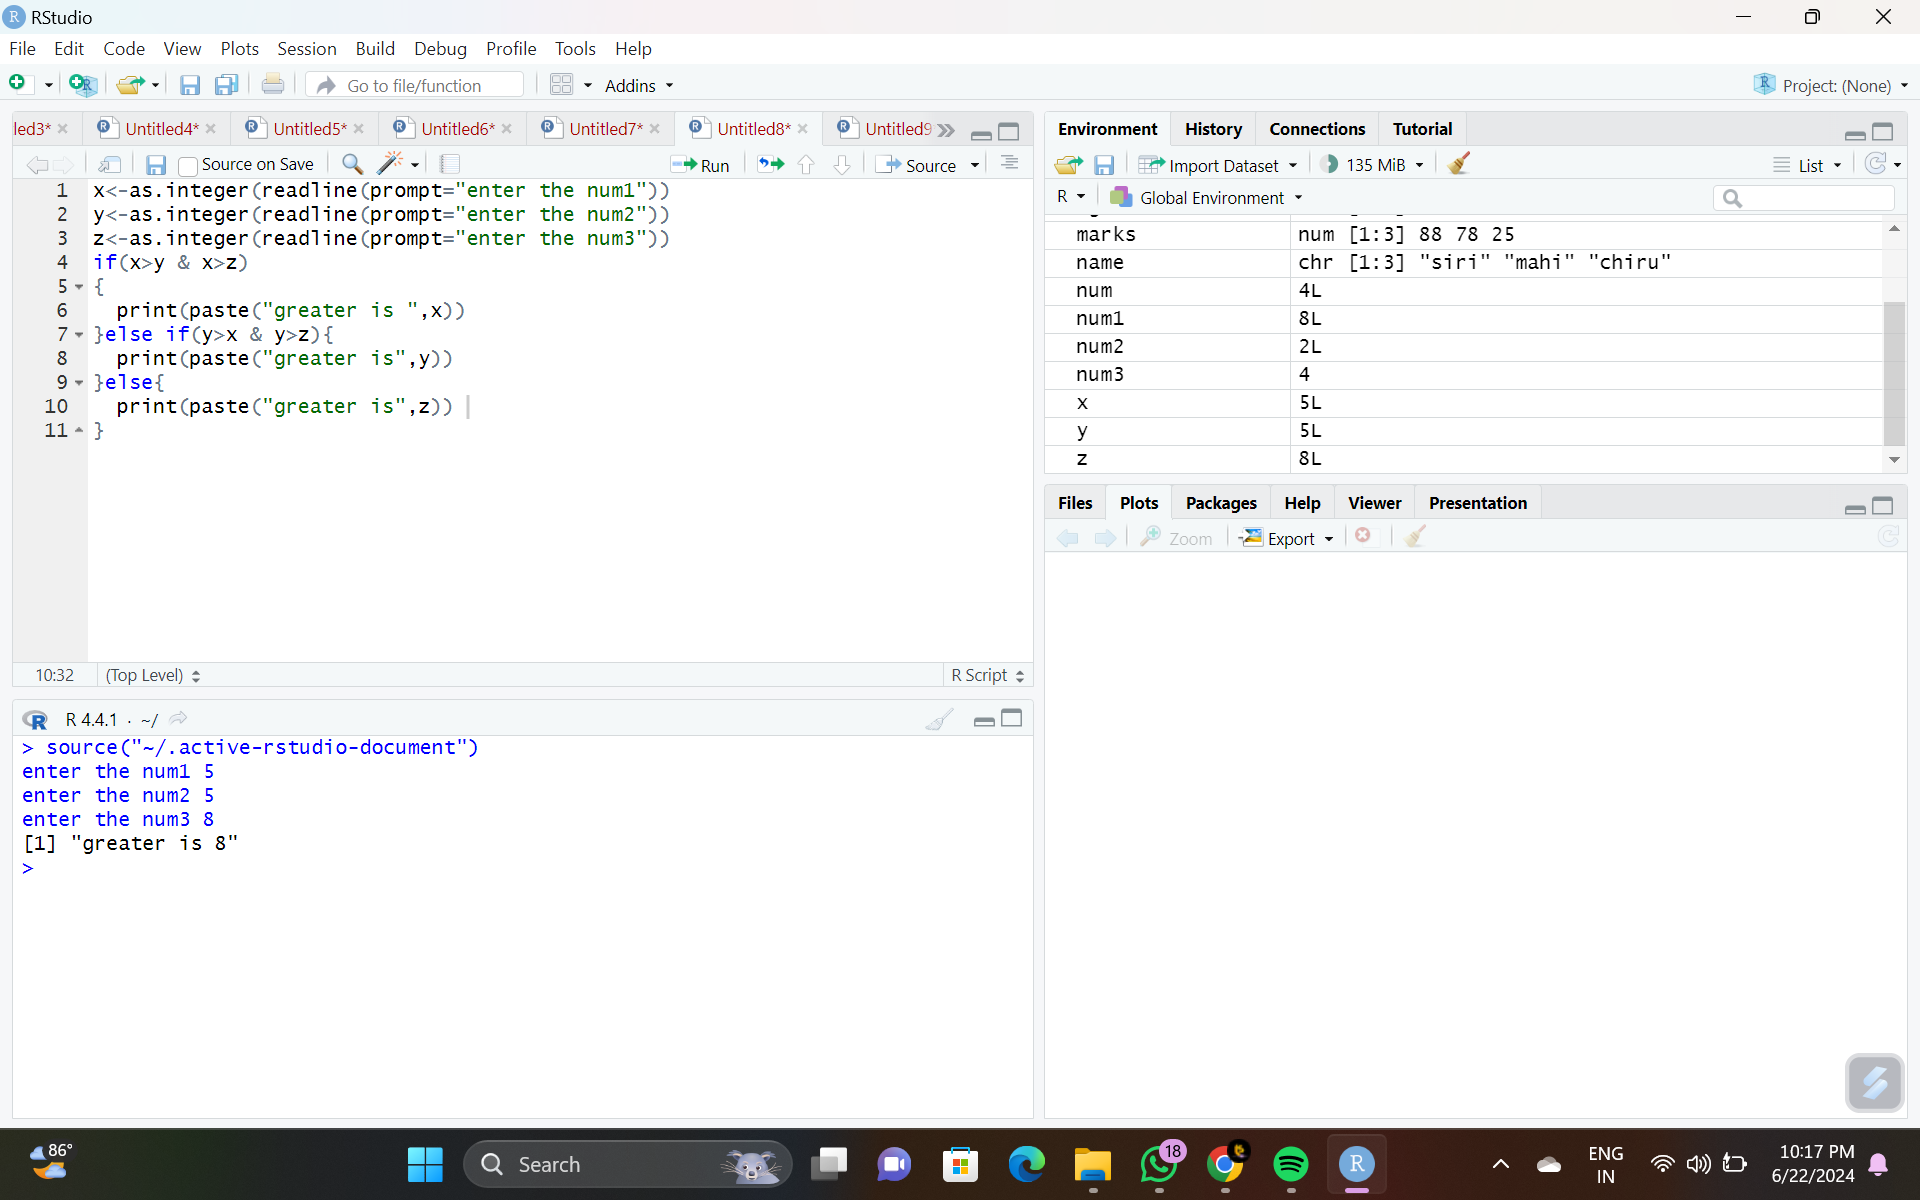 RStudio
File Edit Code View Plots Session Build Debug Profile Tools Help
Go to file/function Addins Project: (None)
led3* Untitled4* Untitled5* Untitled6* Untitled7* Untitled8* Untitled9
Source on Save Run Source
1 x<-as.integer(readline(prompt="enter the num1"))
2 y<-as.integer(readline(prompt="enter the num2"))
3 z<-as.integer(readline(prompt="enter the num3"))
4 if(x>y & x>z)
5 {
6 print(paste("greater is ",x))
7 }else if(y>x & y>z){
8 print(paste("greater is",y))
9 }else{
10 print(paste("greater is",z))
11 }
10:32 (Top Level) R Script
R 4.4.1 · ~/
> source("~/.active-rstudio-document")
enter the num1 5
enter the num2 5
enter the num3 8
[1] "greater is 8"
>
Environment History Connections Tutorial
Import Dataset 135 MiB List
R Global Environment
marks num [1:3] 88 78 25
name chr [1:3] "siri" "mahi" "chiru"
num 4L
num1 8L
num2 2L
num3 4
x 5L
y 5L
z 8L
Files Plots Packages Help Viewer Presentation
Zoom Export
86°
Search
18
R
ENG
IN
10:17 PM
6/22/2024